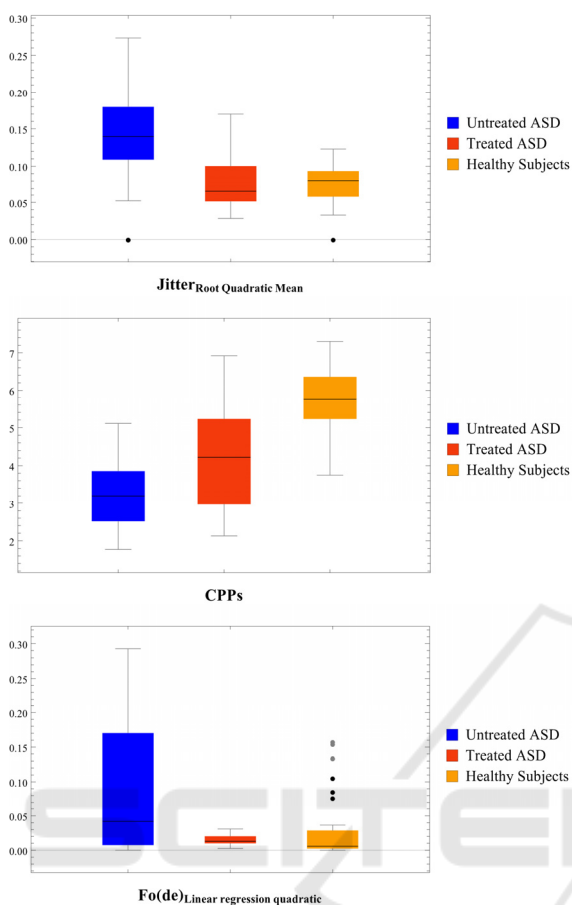 0.30
0.25
0.20
0.15
0.10
0.05
0.00
Untreated ASD
Treated ASD
Healthy Subjects
Jitter Root Quadratic Mean
7
6
5
4
3
2
Untreated ASD
Treated ASD
Healthy Subjects
CPPs
0.30
0.25
0.20
0.15
0.10
0.05
0.00
Untreated ASD
Treated ASD
Healthy Subjects
Fo(de) Linear regression quadratic